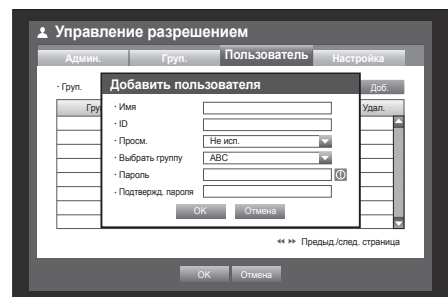 Управление разрешением
Админ. Груп. Пользователь Настройка
· Груп. Доб.
Удал.
Добавить пользователя
· Имя
· ID
· Просм. Не исп.
· Выбрать группу ABC
· Пароль
· Подтвержд. пароля
OK Отмена
Предыд./след. страница
OK Отмена